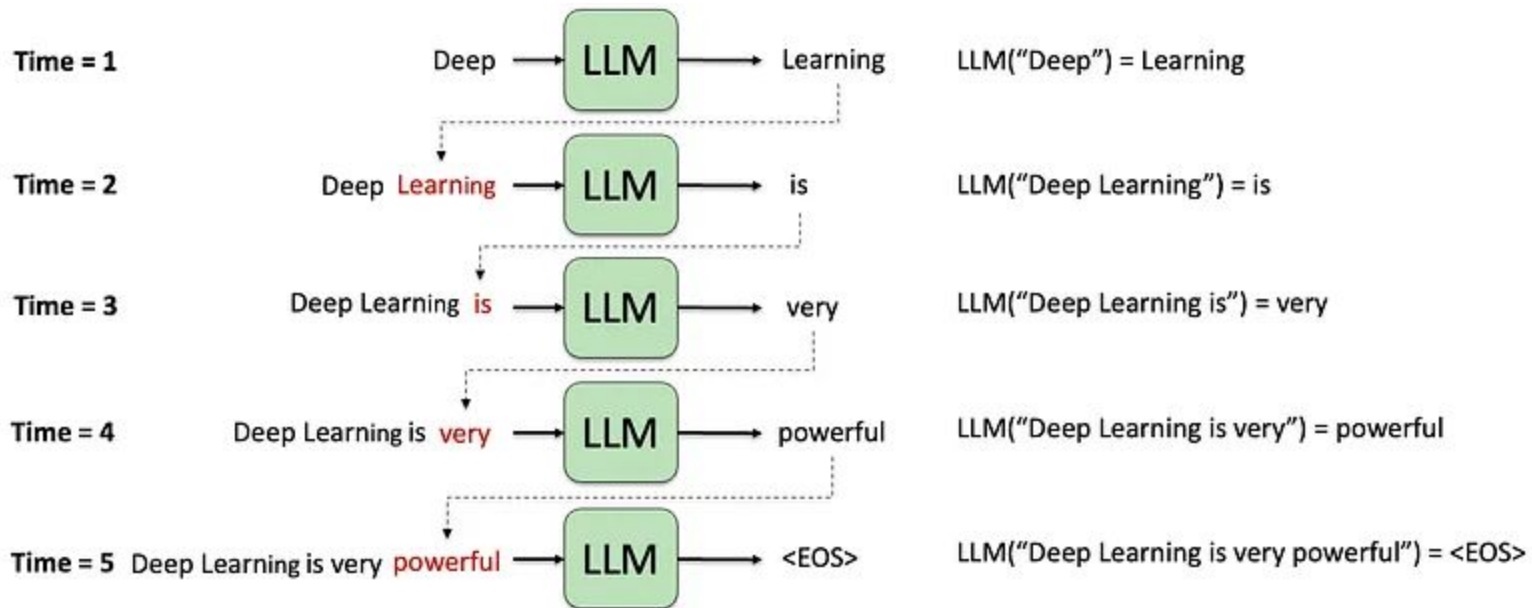 Time = 1 Deep LLM Learning LLM(“Deep”) = Learning
Time = 2 Deep Learning LLM is LLM(“Deep Learning”) = is
Time = 3 Deep Learning is LLM very LLM(“Deep Learning is”) = very
Time = 4 Deep Learning is very LLM powerful LLM(“Deep Learning is very”) = powerful
Time = 5 Deep Learning is very powerful LLM <EOS> LLM(“Deep Learning is very powerful”) = <EOS>